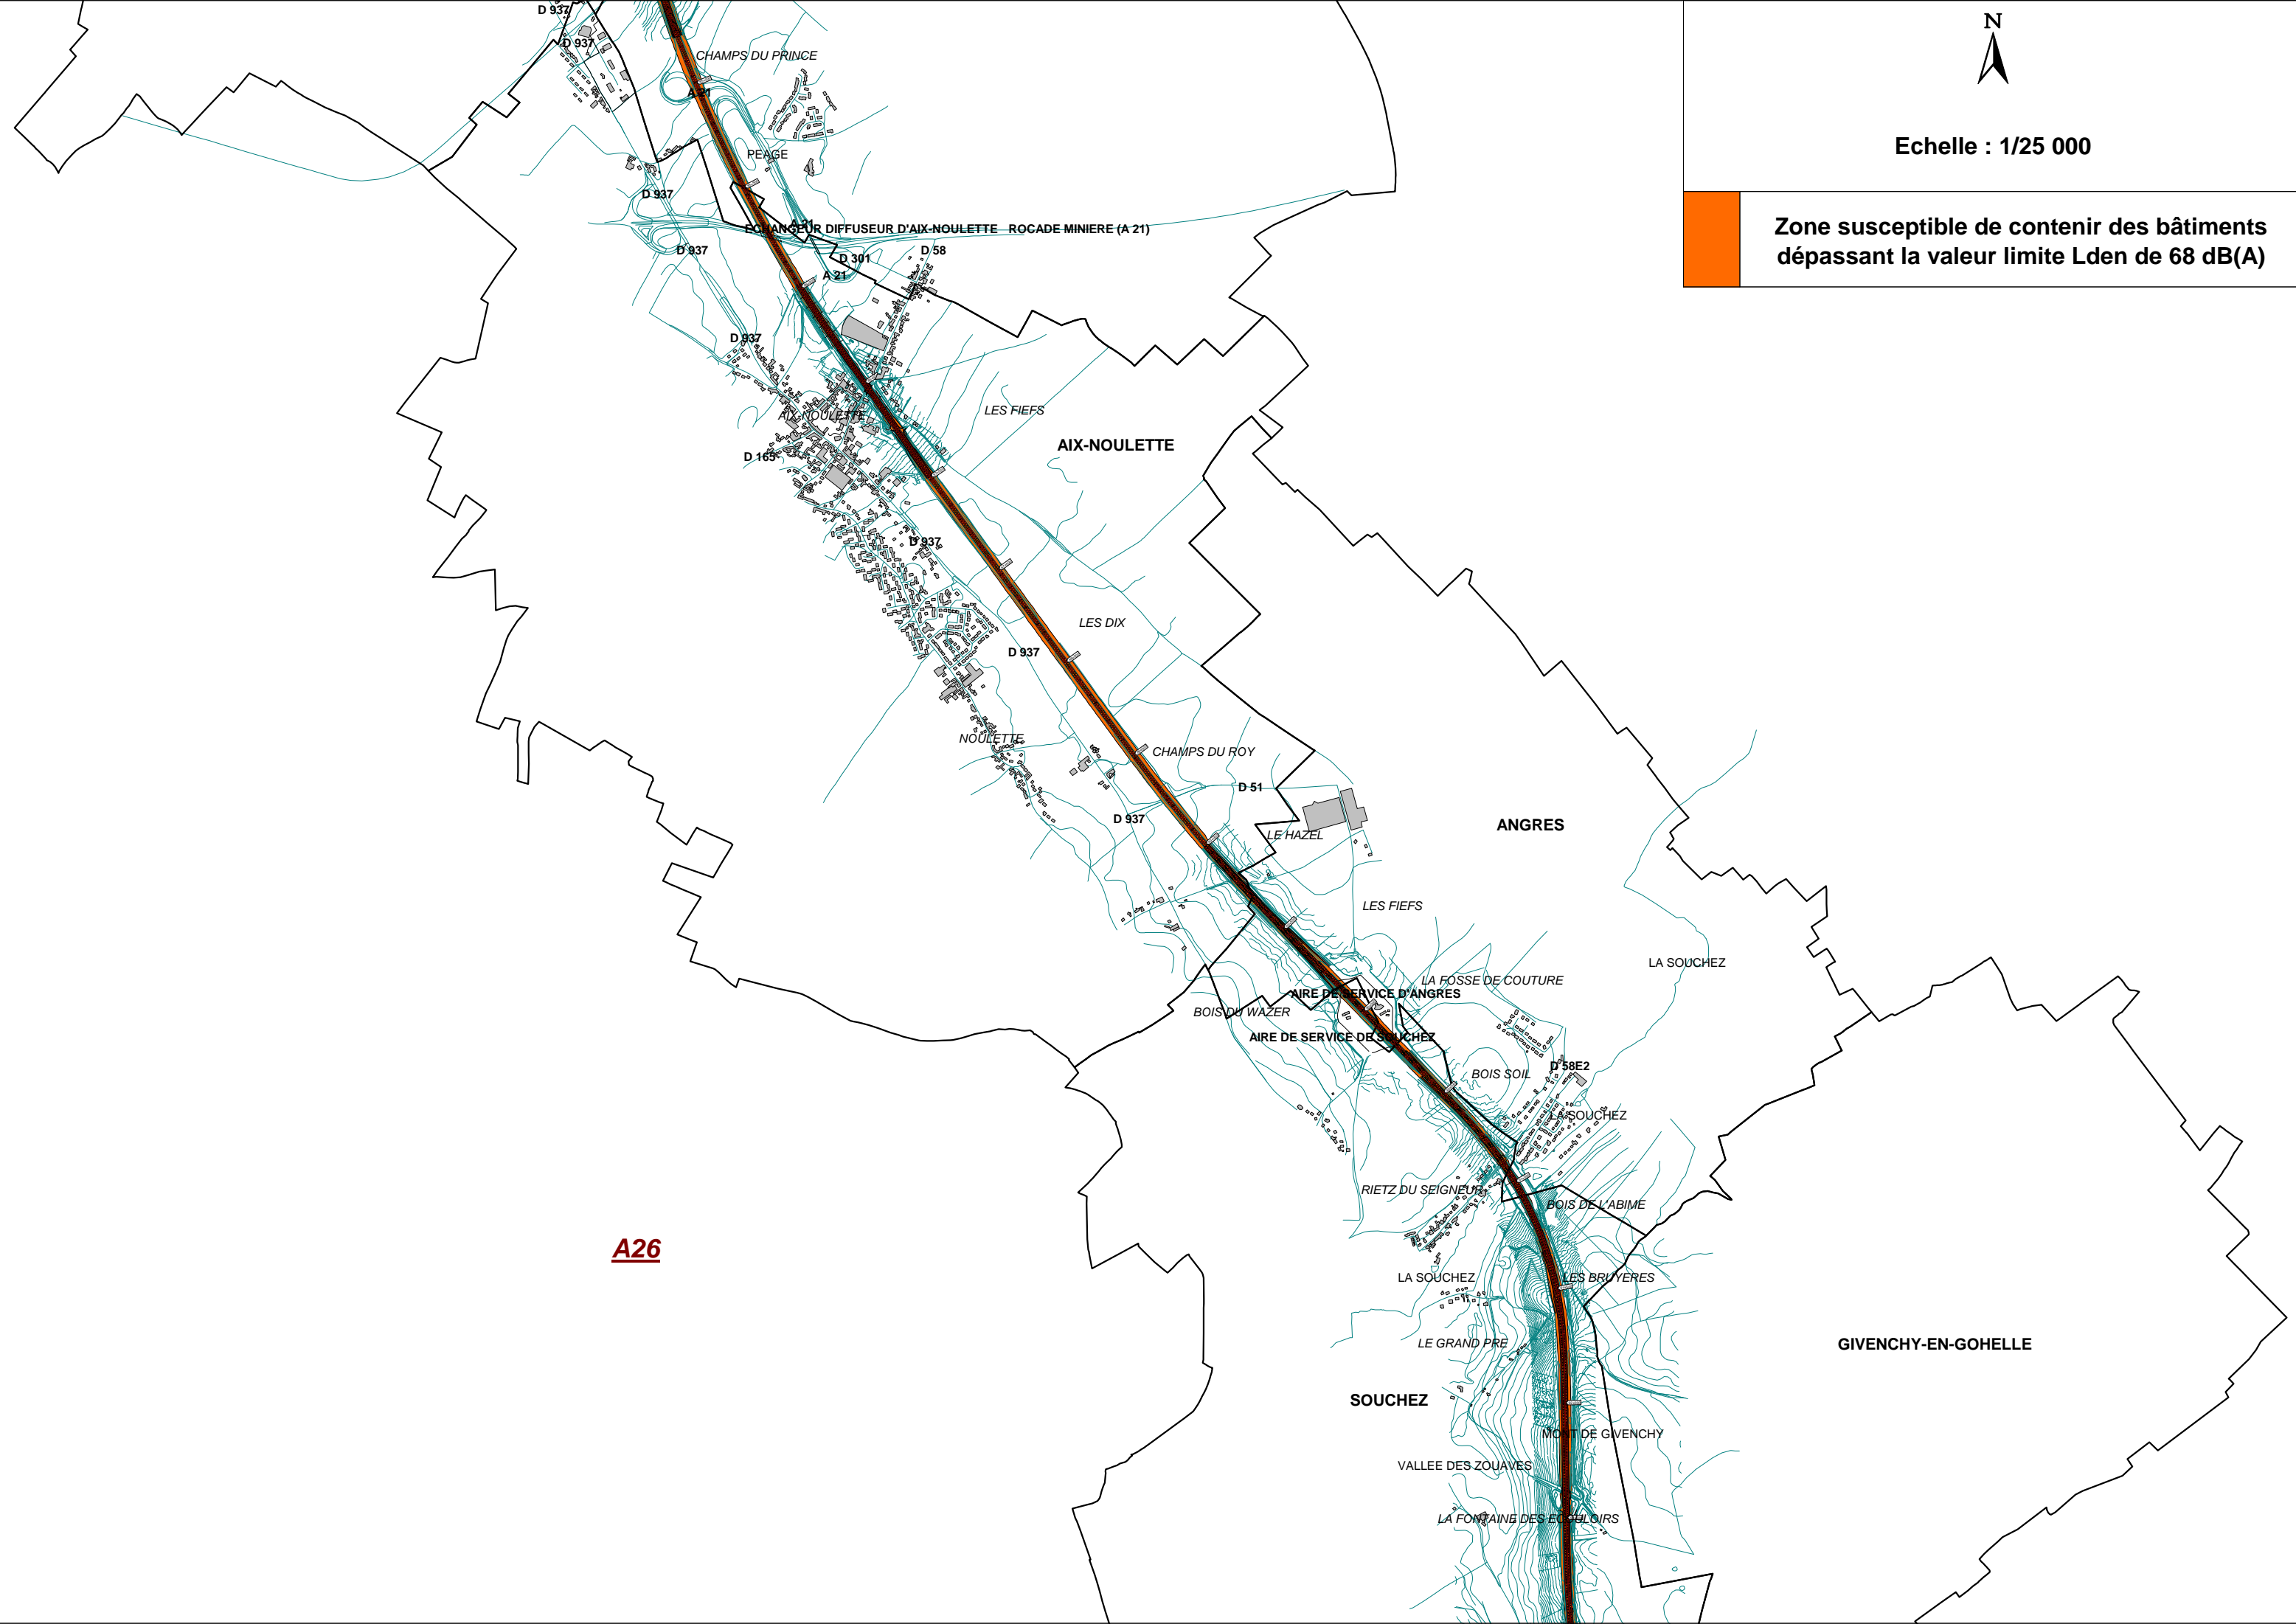 D 937
N
D 937
CHAMPS DU PRINCE
A 21
Echelle : 1/25 000
PEAGE
D 937
A 21
ECHANGEUR DIFFUSEUR D'AIX-NOULETTE ROCADE MINIERE (A 21)
Zone susceptible de contenir des bâtiments
dépassant la valeur limite Lden de 68 dB(A)
D 937
D 58
D 301
A 21
D 937
LES FIEFS
AIX-NOULETTE
AIX-NOULETTE
D 165
D 937
LES DIX
D 937
NOULETTE
CHAMPS DU ROY
D 51
D 937
LE HAZEL
ANGRES
LES FIEFS
LA SOUCHEZ
LA FOSSE DE COUTURE
AIRE DE SERVICE D'ANGRES
BOIS DU WAZER
AIRE DE SERVICE DE SOUCHEZ
D 58E2
BOIS SOIL
LA SOUCHEZ
RIETZ DU SEIGNEUR
BOIS DE L'ABIME
A26
LA SOUCHEZ
LES BRUYERES
LE GRAND PRE
GIVENCHY-EN-GOHELLE
SOUCHEZ
MONT DE GIVENCHY
VALLEE DES ZOUAVES
LA FONTAINE DES ECOULOIRS